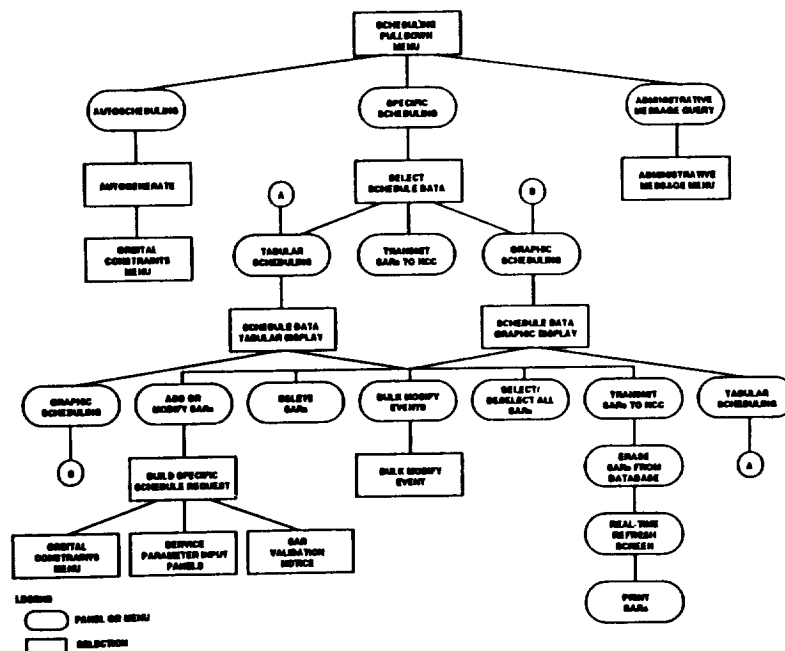 SCHEDULING
PULLDOWN
MENU
AUTOSCHEDULING
SPECIFIC
SCHEDULING
ADMINISTRATIVE
MESSAGE QUERY
AUTOGENERATE
SELECT
SCHEDULE DATA
ADMINISTRATIVE
MESSAGE MENU
A
B
ORBITAL
CONSTRAINTS
MENU
TABULAR
SCHEDULING
TRANSMIT
SARs TO NCC
GRAPHIC
SCHEDULING
SCHEDULE DATA
TABULAR DISPLAY
SCHEDULE DATA
GRAPHIC DISPLAY
GRAPHIC
SCHEDULING
ADD OR
MODIFY SARs
DELETE
SARs
BULK MODIFY
EVENTS
SELECT/
DESELECT ALL
SARs
TRANSMIT
SARs TO NCC
TABULAR
SCHEDULING
B
BUILD SPECIFIC
SCHEDULE REQUEST
BULK MODIFY
EVENT
ERASE
SARs FROM
DATABASE
A
ORBITAL
CONSTRAINTS
MENU
SERVICE
PARAMETER INPUT
PANELS
SAR
VALIDATION
NOTICE
REAL-TIME
REFRESH
SCREEN
PRINT
SARs
LEGEND
PANEL OR MENU
SELECTION